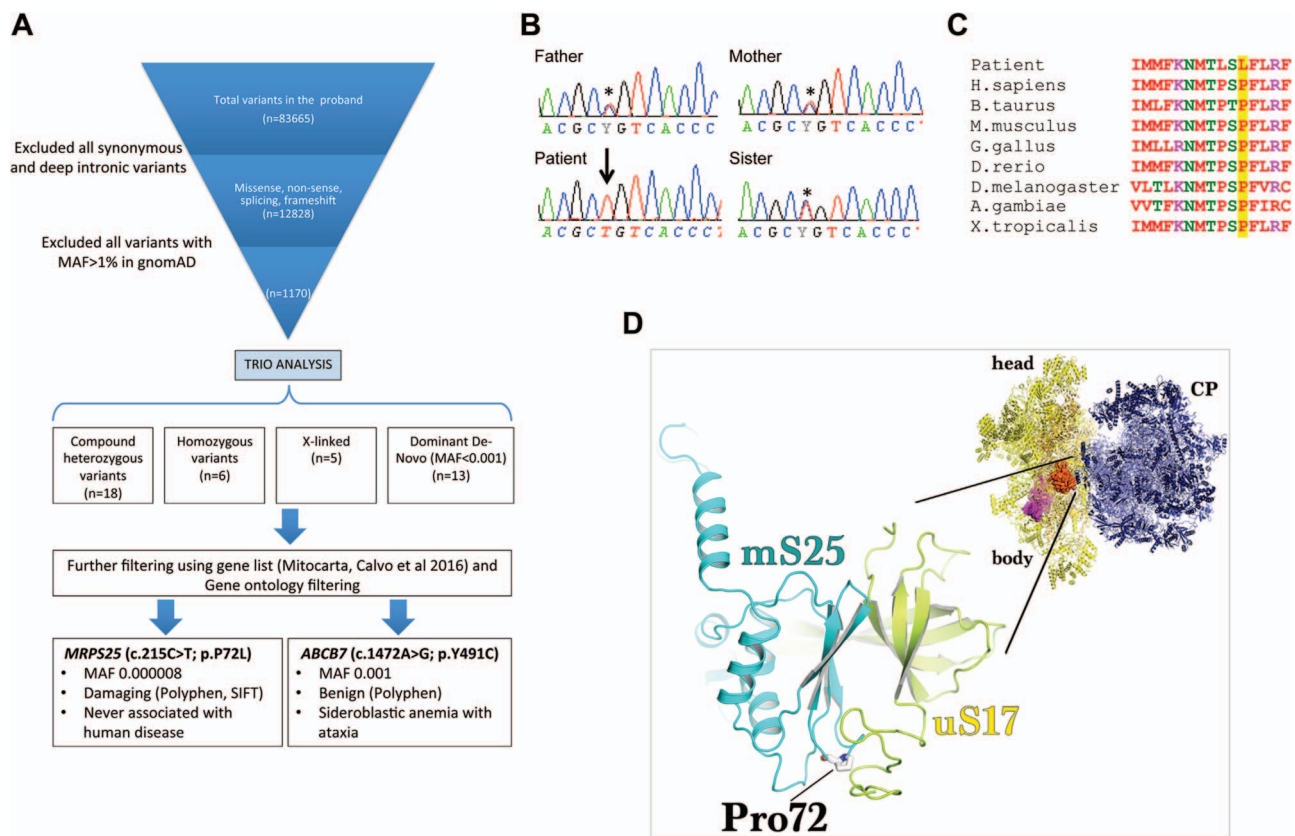 A
Total variants in the proband
(n=83665)
Excluded all synonymous
and deep intronic variants
Missense, non-sense,
splicing, frameshift
(n=12828)
Excluded all variants with
MAF>1% in gnomAD
(n=1170)
TRIO ANALYSIS
Compound
heterozygous
variants
(n=18)
Homozygous
variants
(n=6)
X-linked
(n=5)
Dominant De-
Novo (MAF<0.001)
(n=13)
Further filtering using gene list (Mitocarta, Calvo et al 2016) and
Gene ontology filtering
MRPS25 (c.215C>T; p.P72L)
• MAF 0.000008
• Damaging (Polyphen, SIFT)
• Never associated with
human disease
ABCB7 (c.1472A>G; p.Y491C)
• MAF 0.001
• Benign (Polyphen)
• Sideroblastic anemia with
ataxia
B
Father
*
ACGCYGTCACCC
Mother
*
ACGCYGTCACCC
Patient
ACGCTGTCACCC
Sister
*
ACGCYGTCACCC
C
Patient IMMFKNMTLSLFLRF
H.sapiens IMMFKNMTPSPFLRF
B.taurus IMLFKNMTPTPFLRF
M.musculus IMMFKNMTPSPFLRF
G.gallus IMLLRNMTPSPFLRF
D.rerio IMMFKNMTPSPFLRF
D.melanogaster VLTLKNMTPSPFVRC
A.gambiae VVTFKNMTPSPFIRC
X.tropicalis IMMFKNMTPSPFLRF
D
head
CP
body
mS25
uS17
Pro72